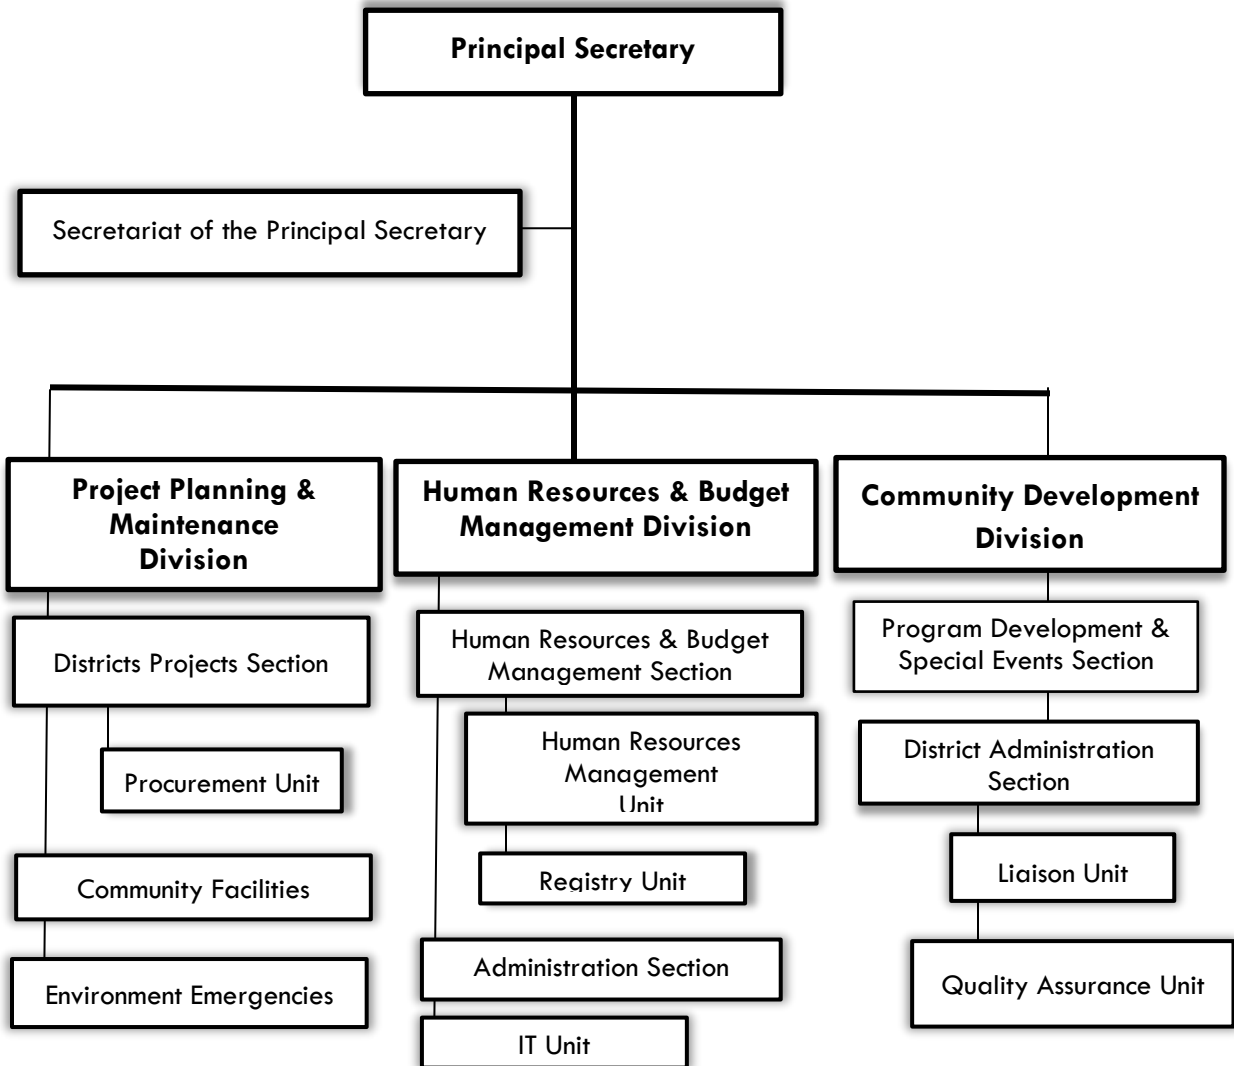 Principal Secretary
Secretariat of the Principal Secretary
Project Planning &
Maintenance
Division
Districts Projects Section
Procurement Unit
Community Facilities
Environment Emergencies
Human Resources & Budget
Management Division
Human Resources & Budget
Management Section
Human Resources
Management
Unit
Registry Unit
Administration Section
IT Unit
Community Development
Division
Program Development &
Special Events Section
District Administration
Section
Liaison Unit
Quality Assurance Unit